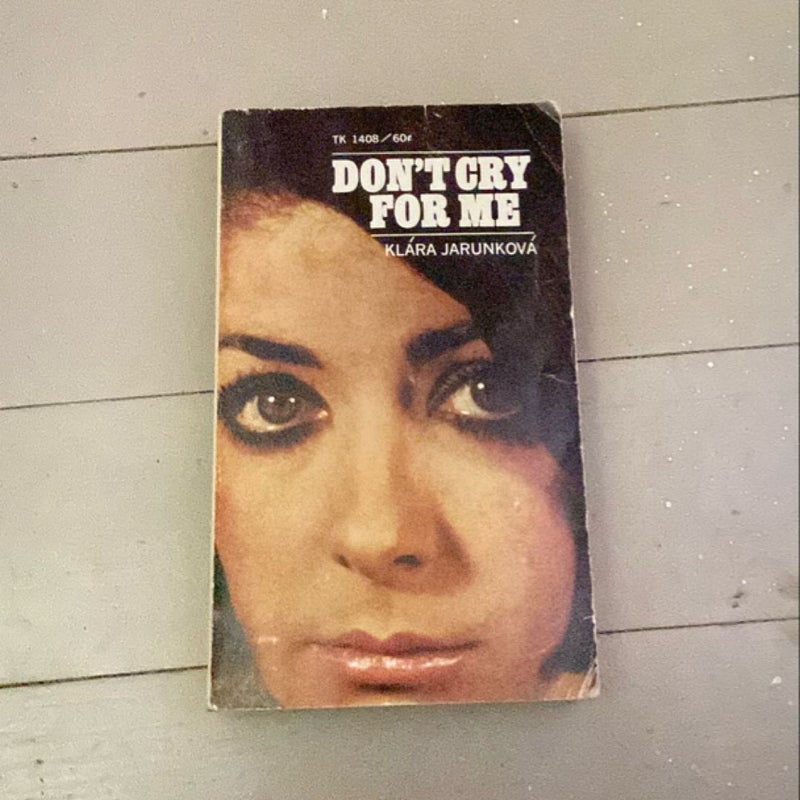 TK 1408/60¢
DON'T CRY
FOR ME
KLÁRA JARUNKOVÁ